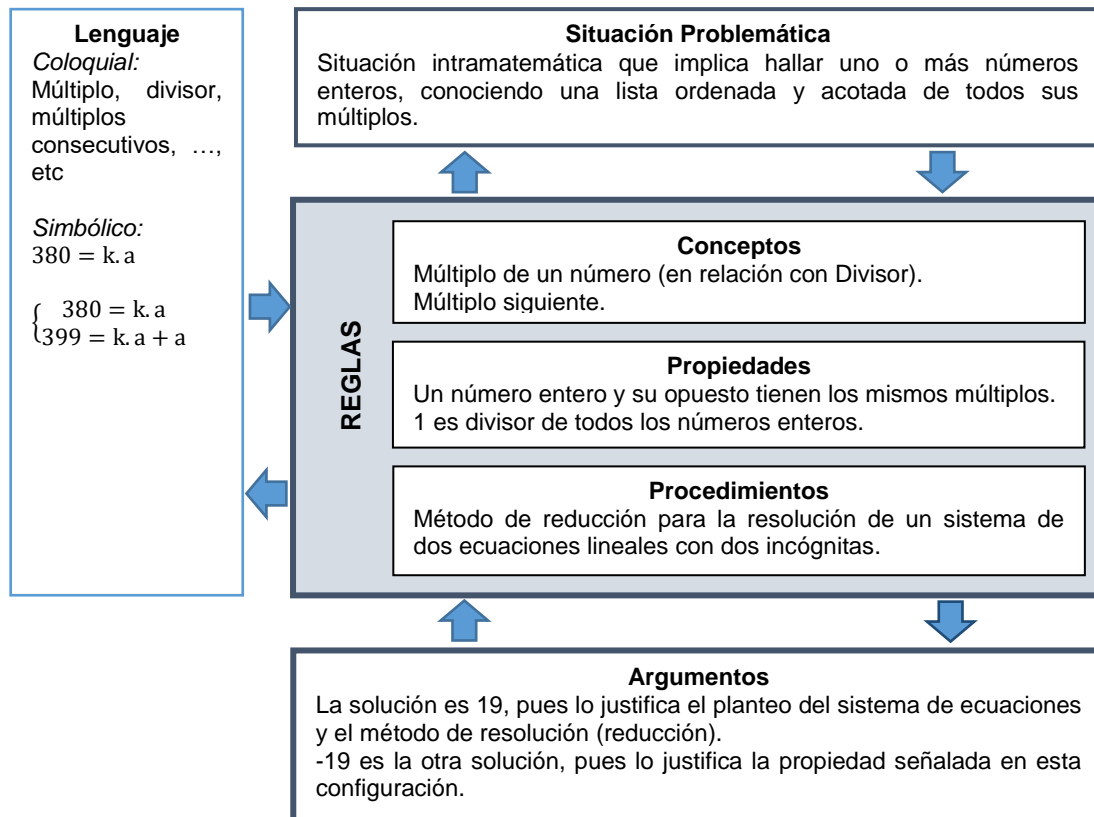 Lenguaje
Coloquial:
Múltiplo, divisor,
múltiplos
consecutivos, …,
etc
Simbólico:
380 = k. a
380 = k. a
399 = k. a + a
Situación Problemática
Situación intramatemática que implica hallar uno o más números
enteros, conociendo una lista ordenada y acotada de todos sus
múltiplos.
REGLAS
Conceptos
Múltiplo de un número (en relación con Divisor).
Múltiplo siguiente.
Propiedades
Un número entero y su opuesto tienen los mismos múltiplos.
1 es divisor de todos los números enteros.
Procedimientos
Método de reducción para la resolución de un sistema de
dos ecuaciones lineales con dos incógnitas.
Argumentos
La solución es 19, pues lo justifica el planteo del sistema de ecuaciones
y el método de resolución (reducción).
-19 es la otra solución, pues lo justifica la propiedad señalada en esta
configuración.